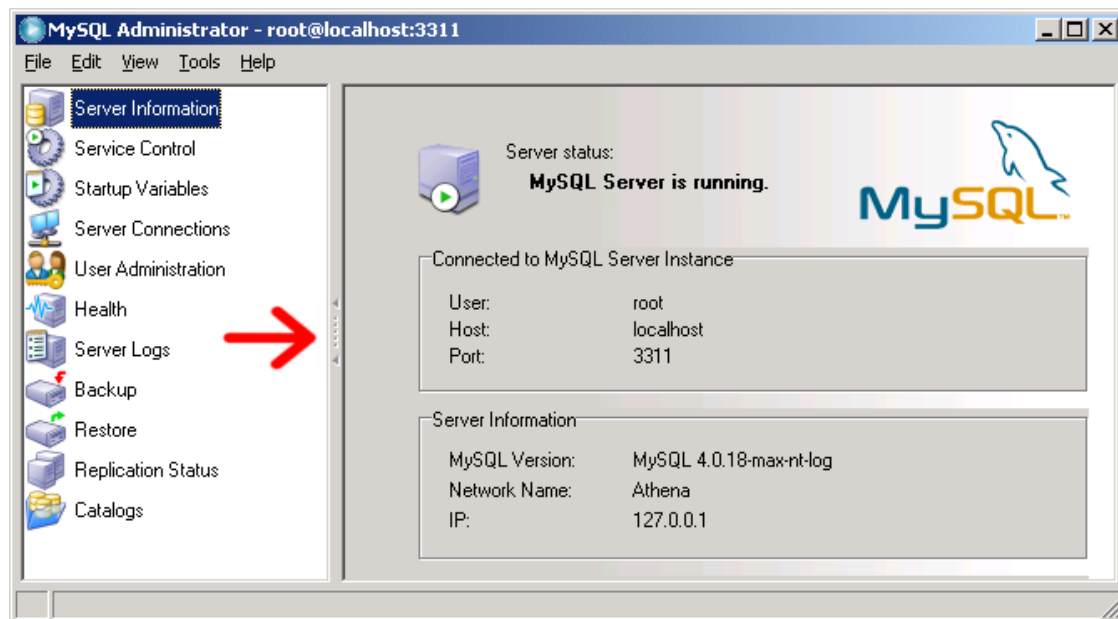 MySQL Administrator - root@localhost:3311
File Edit View Tools Help
Server Information
Service Control
Startup Variables
Server Connections
User Administration
Health
Server Logs
Backup
Restore
Replication Status
Catalogs
Server status:
MySQL Server is running.
MySQL™
Connected to MySQL Server Instance
User: root
Host: localhost
Port: 3311
Server Information
MySQL Version: MySQL 4.0.18-max-nt-log
Network Name: Athena
IP: 127.0.0.1